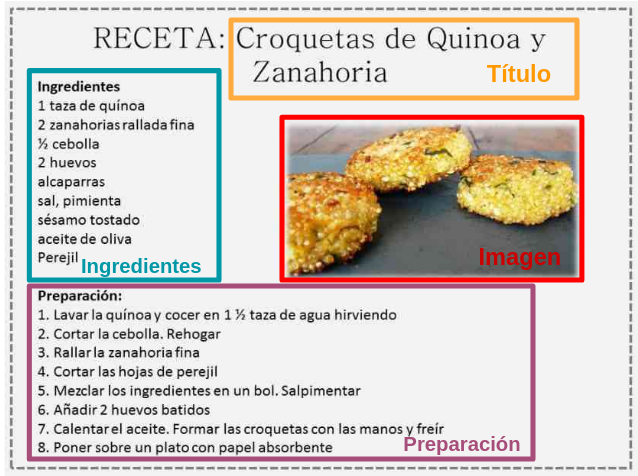 RECETA: Croquetas de Quinoa y
Zanahoria
Título
Ingredientes
1 taza de quínoa
2 zanahorias rallada fina
½ cebolla
2 huevos
alcaparras
sal, pimienta
sésamo tostado
aceite de oliva
Perejil
Ingredientes
Imagen
Preparación:
1. Lavar la quínoa y cocer en 1 ½ taza de agua hirviendo
2. Cortar la cebolla. Rehogar
3. Rallar la zanahoria fina
4. Cortar las hojas de perejil
5. Mezclar los ingredientes en un bol. Salpimentar
6. Añadir 2 huevos batidos
7. Calentar el aceite. Formar las croquetas con las manos y freír
8. Poner sobre un plato con papel absorbente
Preparación